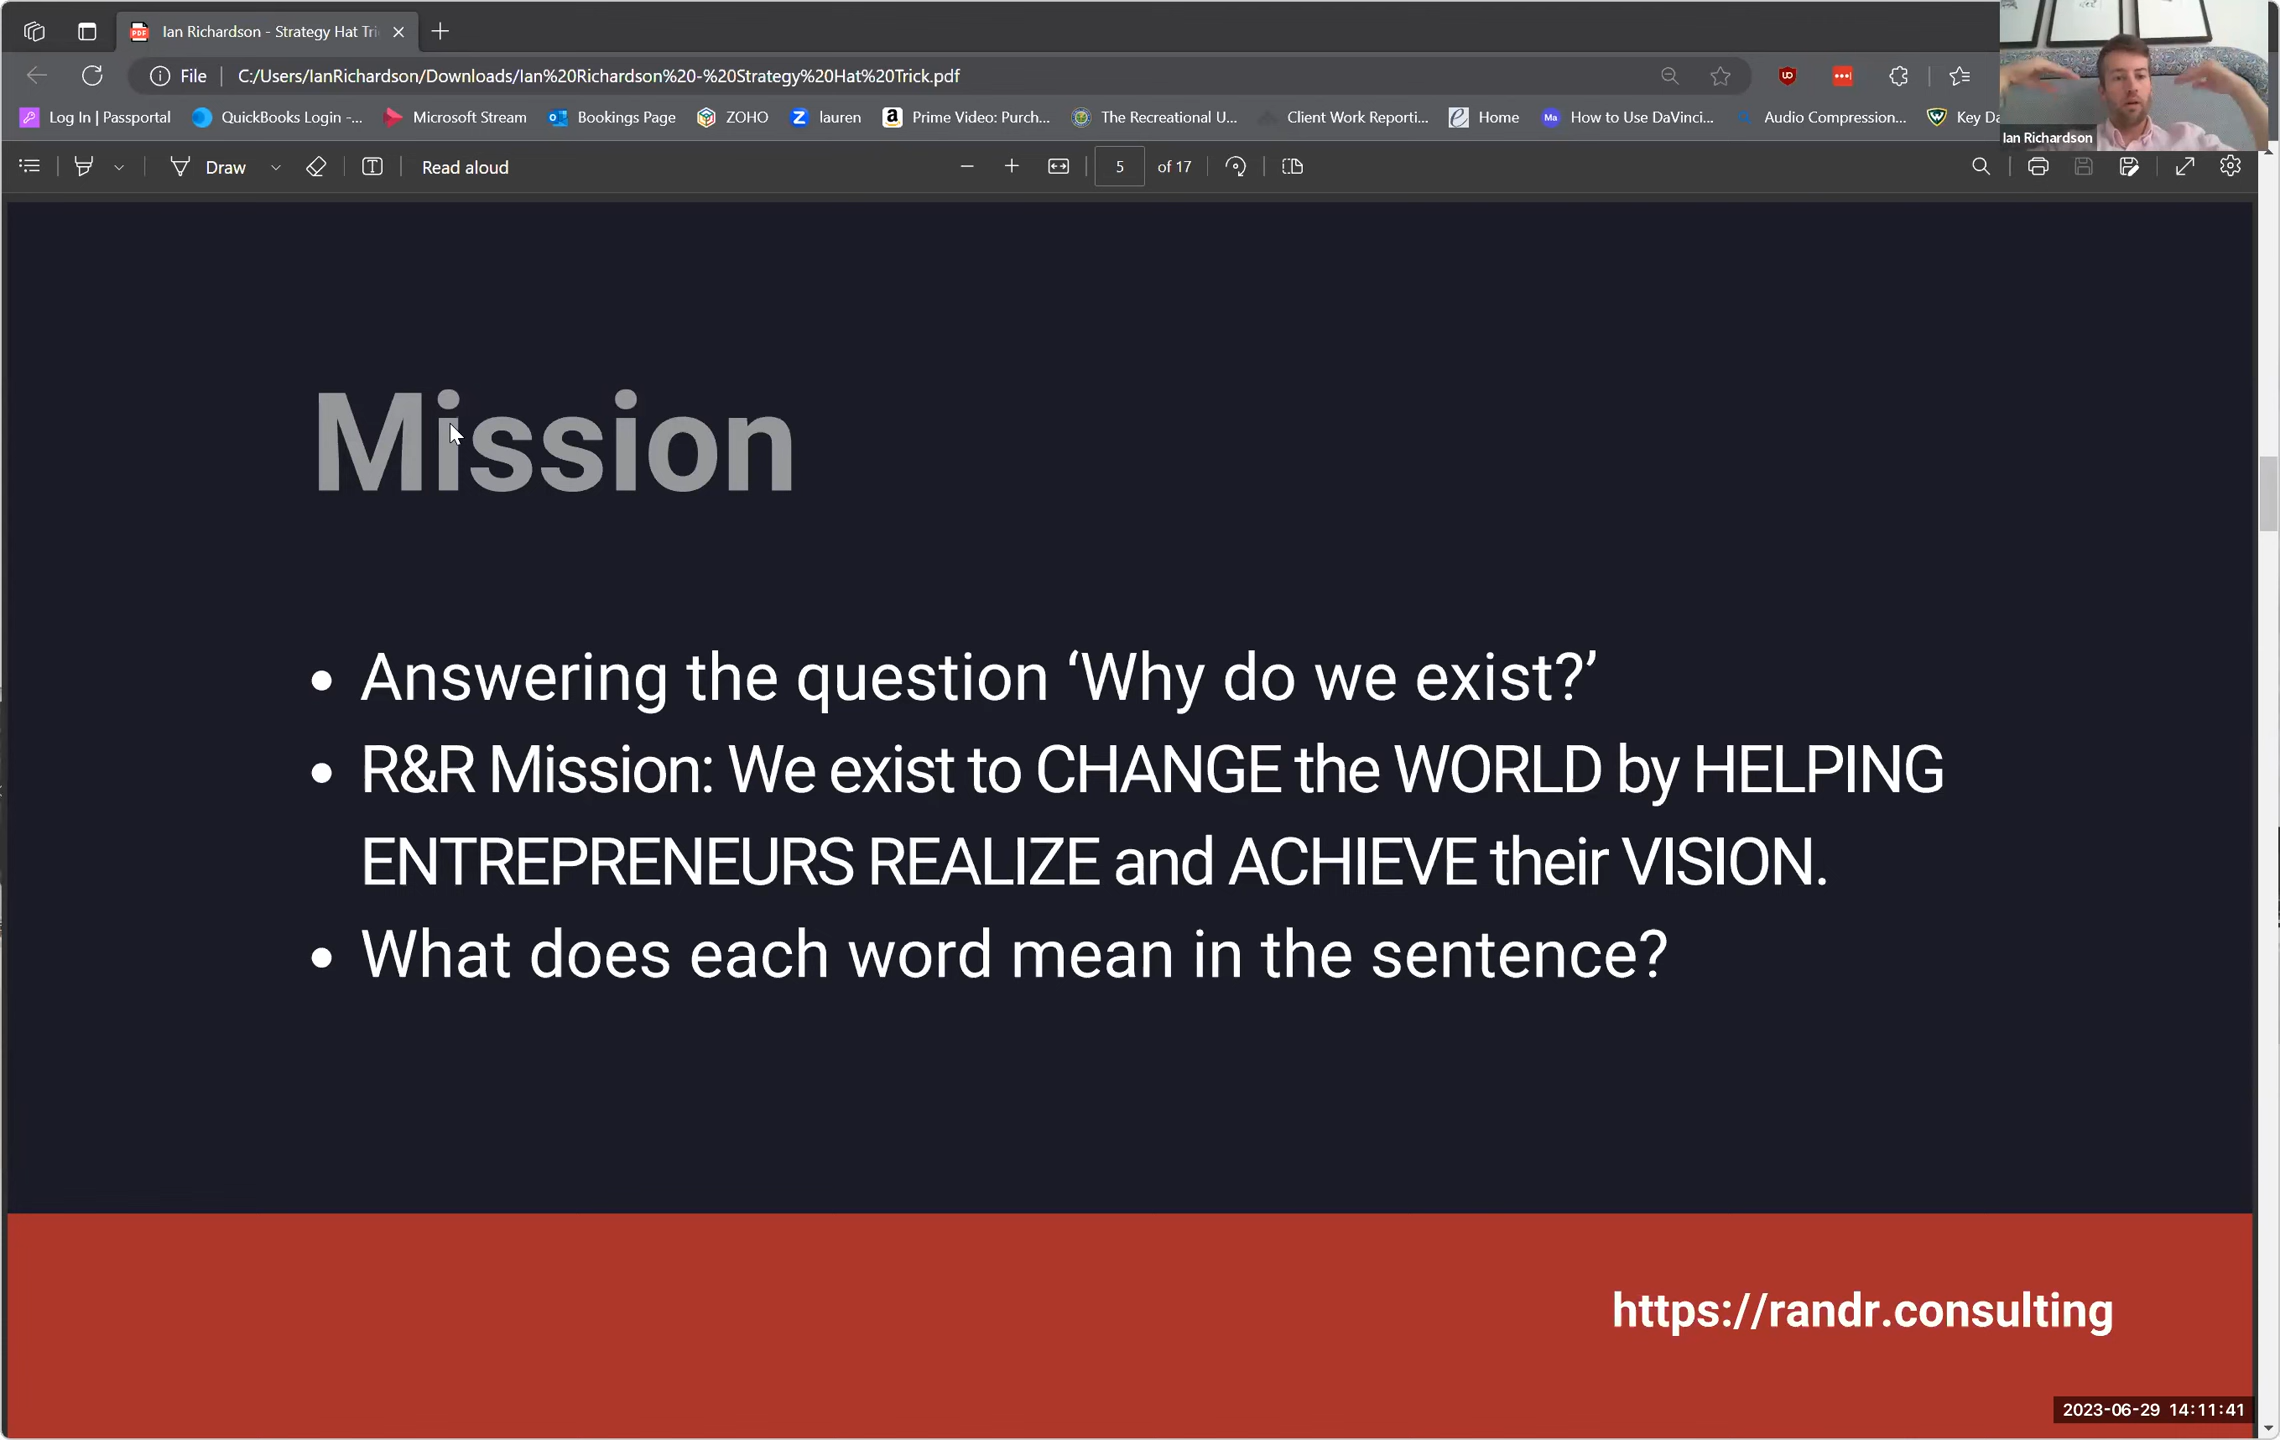 Ian Richardson - Strategy Hat Tri
File
C:/Users/IanRichardson/Downloads/Ian%20Richardson%20-%20Strategy%20Hat%20Trick.pdf
Log In | Passportal
QuickBooks Login -...
Microsoft Stream
Bookings Page
ZOHO
lauren
Prime Video: Purch...
The Recreational U...
Client Work Reporti...
Home
Ma How to Use DaVinci...
Audio Compression...
Key Da
Ian Richardson
Draw
Read aloud
5 of 17
Mission
• Answering the question ‘Why do we exist?’
• R&R Mission: We exist to CHANGE the WORLD by HELPING
ENTREPRENEURS REALIZE and ACHIEVE their VISION.
• What does each word mean in the sentence?
https://randr.consulting
2023-06-29 14:11:41